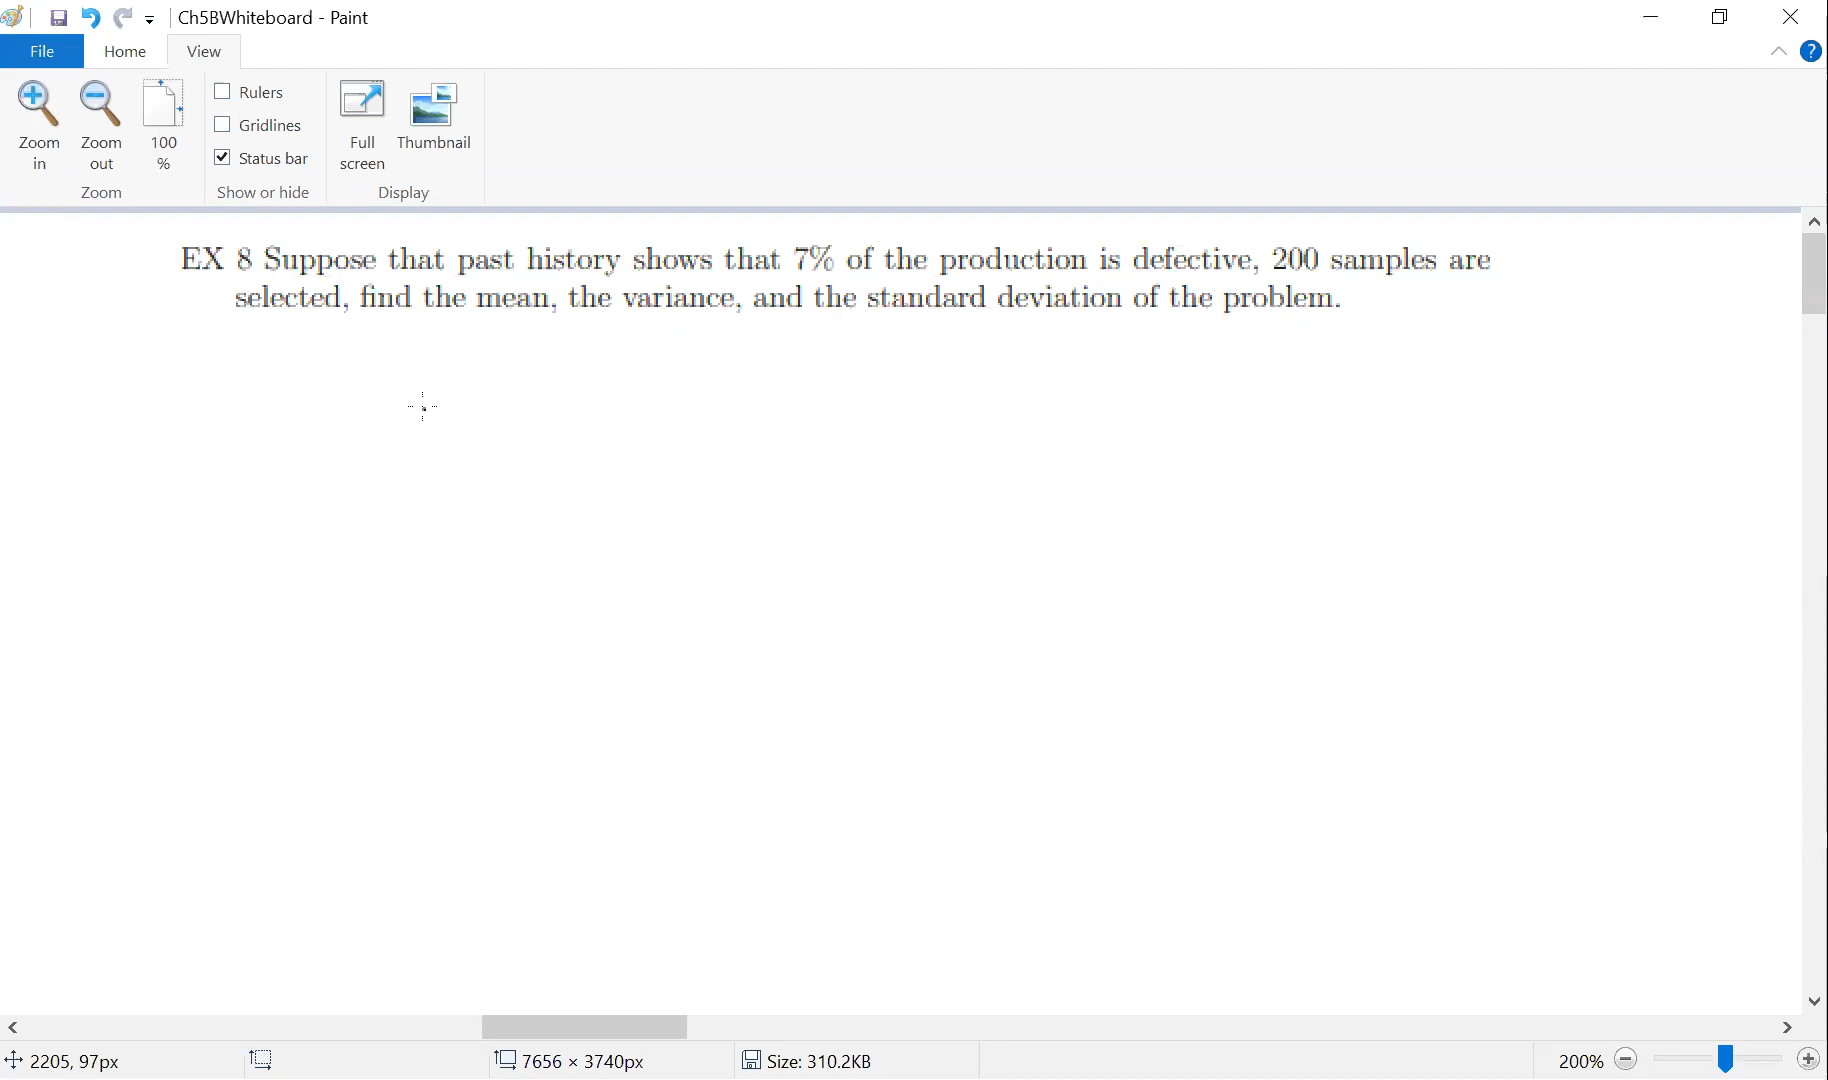 Ch5BWhiteboard - Paint
File Home View
Zoom in
Zoom out
100 %
Rulers
Gridlines
Status bar
Full screen
Thumbnail
Zoom
Show or hide
Display
EX 8 Suppose that past history shows that 7% of the production is defective, 200 samples are
selected, find the mean, the variance, and the standard deviation of the problem.
2205, 97px
7656 × 3740px
Size: 310.2KB
200%